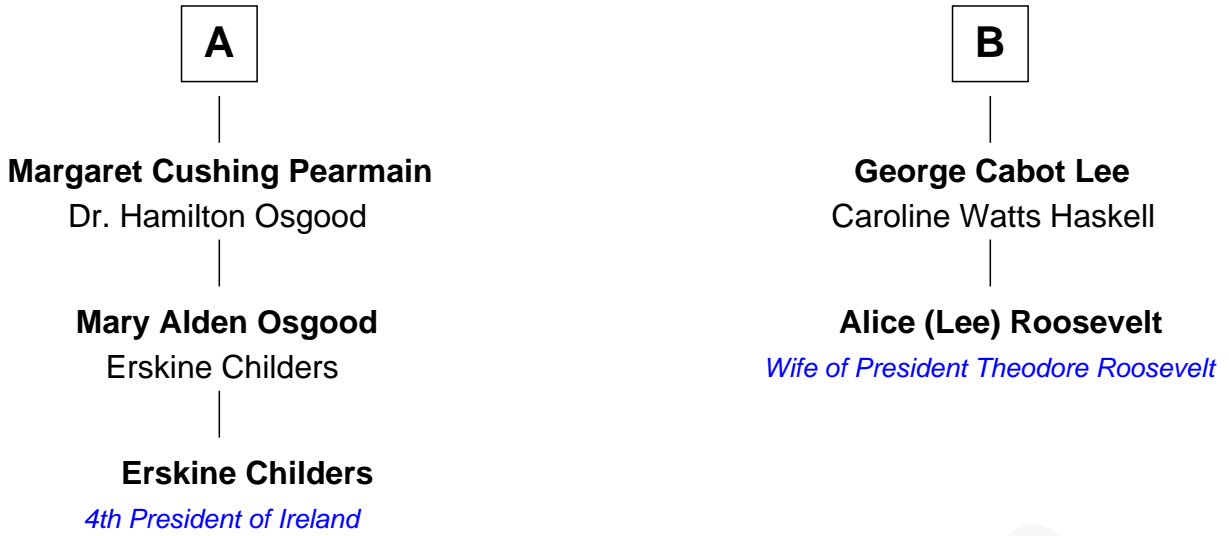 A
B
Margaret Cushing Pearmain
Dr. Hamilton Osgood
George Cabot Lee
Caroline Watts Haskell
Mary Alden Osgood
Erskine Childers
Alice (Lee) Roosevelt
Wife of President Theodore Roosevelt
Erskine Childers
4th President of Ireland